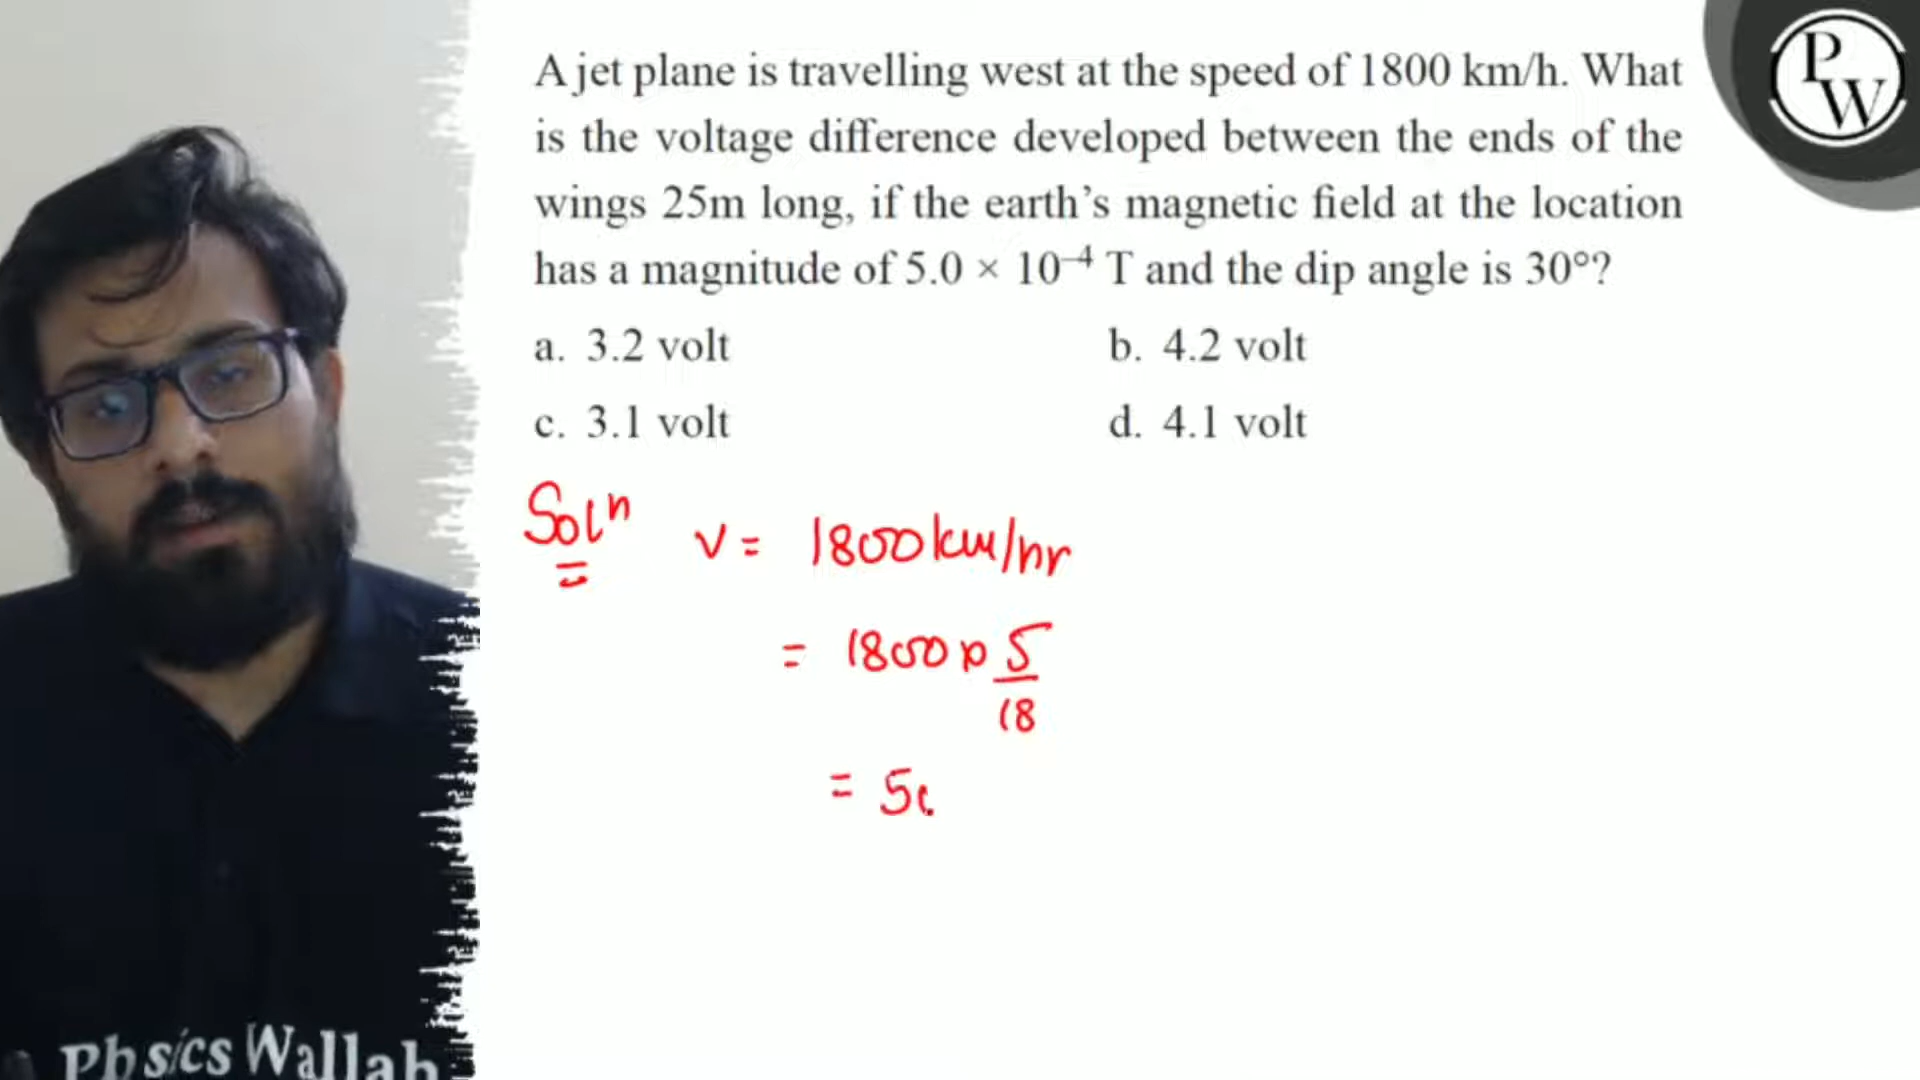 A jet plane is travelling west at the speed of 1800 km/h. What
is the voltage difference developed between the ends of the
wings 25m long, if the earth's magnetic field at the location
has a magnitude of 5.0 × 10⁻⁴ T and the dip angle is 30°?
a. 3.2 volt b. 4.2 volt
c. 3.1 volt d. 4.1 volt
Solⁿ v = 1800 km/hr
= 1800 × 5/18
= 5
PW
Phsics Wallah